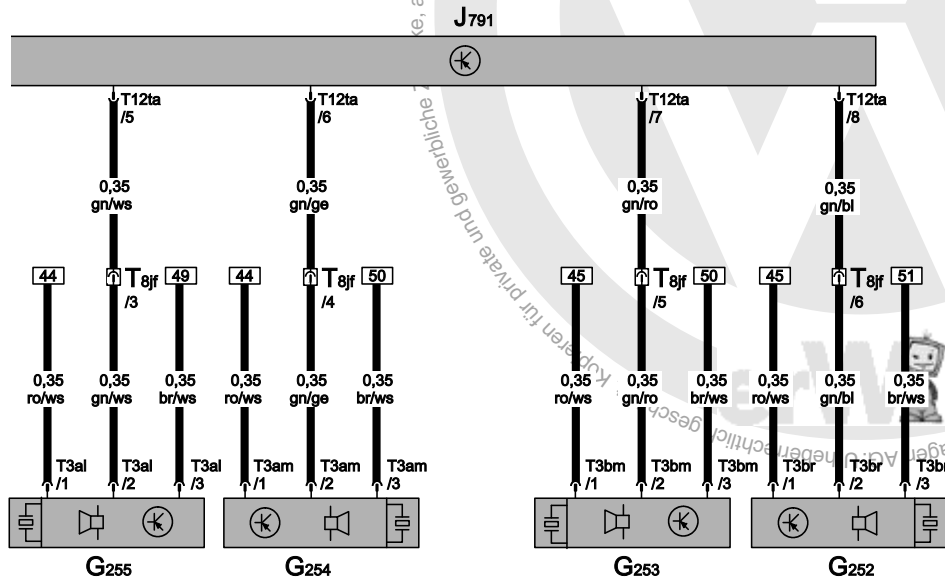 J791
T12ta
/5
T12ta
/6
T12ta
/7
T12ta
/8
0,35
gn/ws
0,35
gn/ge
0,35
gn/ro
0,35
gn/bl
44
T8jf
/3
49
44
T8jf
/4
50
45
T8jf
/5
50
45
T8jf
/6
51
0,35
ro/ws
0,35
gn/ws
0,35
br/ws
0,35
ro/ws
0,35
gn/ge
0,35
br/ws
0,35
ro/ws
0,35
gn/ro
0,35
br/ws
0,35
ro/ws
0,35
gn/bl
0,35
br/ws
T3al
/1
T3al
/2
T3al
/3
T3am
/1
T3am
/2
T3am
/3
T3bm
/1
T3bm
/2
T3bm
/3
T3br
/1
T3br
/2
T3br
/3
G255
G254
G253
G252
Kopieren für private und gewerbliche